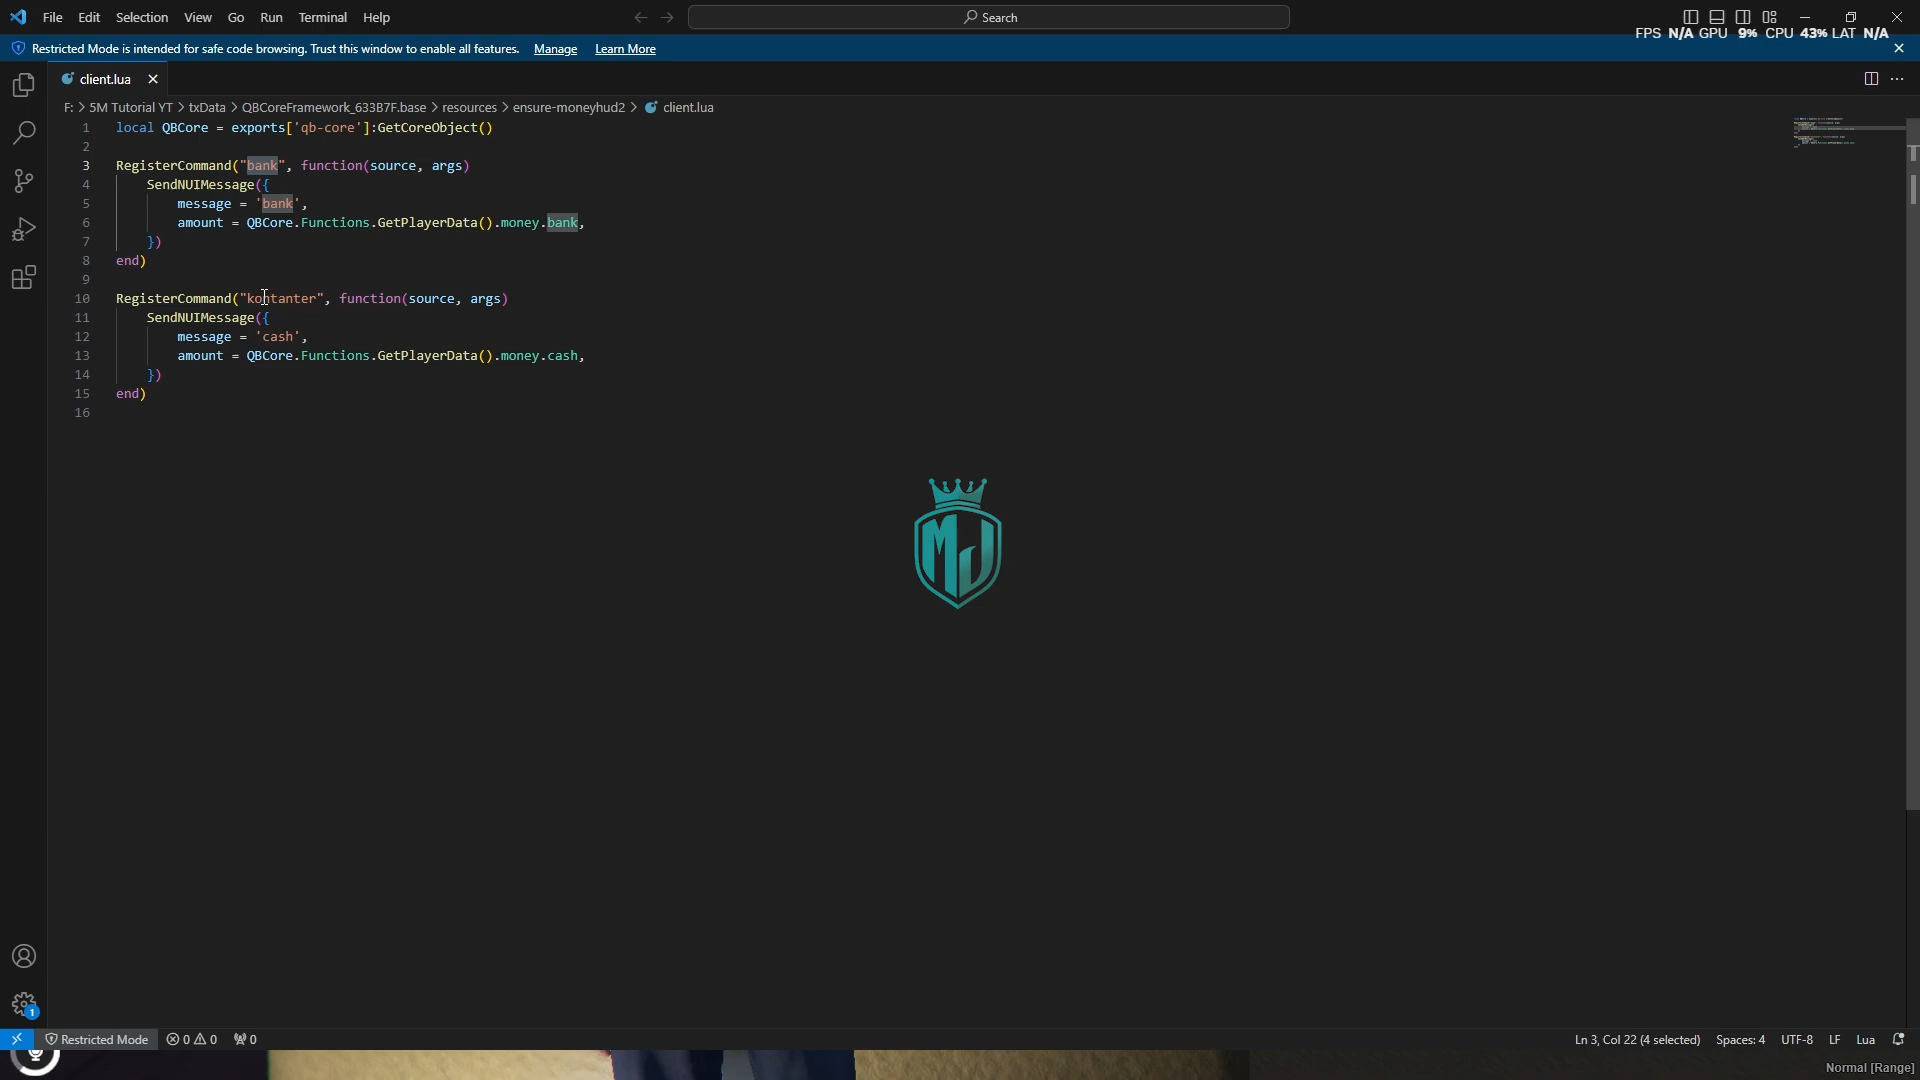 File Edit Selection View Go Run Terminal Help
Search
FPS N/A GPU 9% CPU 43% LAT N/A
Restricted Mode is intended for safe code browsing. Trust this window to enable all features. Manage Learn More
client.lua
F: > 5M Tutorial YT > txData > QBCoreFramework_633B7F.base > resources > ensure-moneyhud2 > client.lua
1 local QBCore = exports['qb-core']:GetCoreObject()
2
3 RegisterCommand("bank", function(source, args)
4 SendNUIMessage({
5 message = 'bank',
6 amount = QBCore.Functions.GetPlayerData().money.bank,
7 })
8 end)
9
10 RegisterCommand("kontanter", function(source, args)
11 SendNUIMessage({
12 message = 'cash',
13 amount = QBCore.Functions.GetPlayerData().money.cash,
14 })
15 end)
16
MJ
1
Restricted Mode 0 0 0
Ln 3, Col 22 (4 selected) Spaces: 4 UTF-8 LF Lua
Normal [Range]